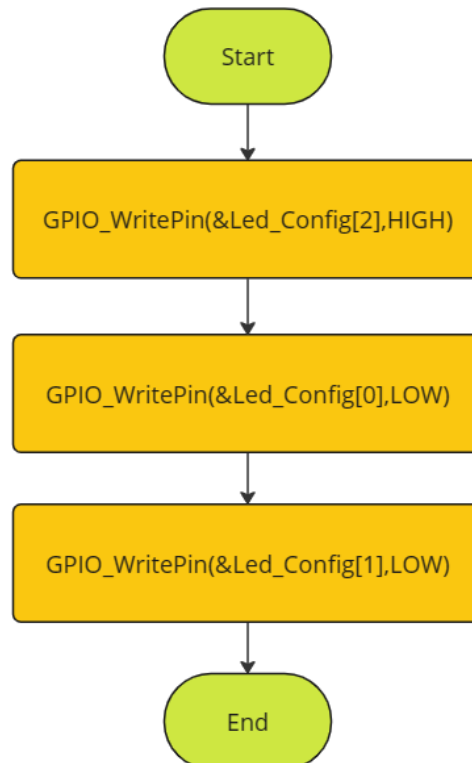 Start
GPIO_WritePin(&Led_Config[2],HIGH)
GPIO_WritePin(&Led_Config[0],LOW)
GPIO_WritePin(&Led_Config[1],LOW)
End